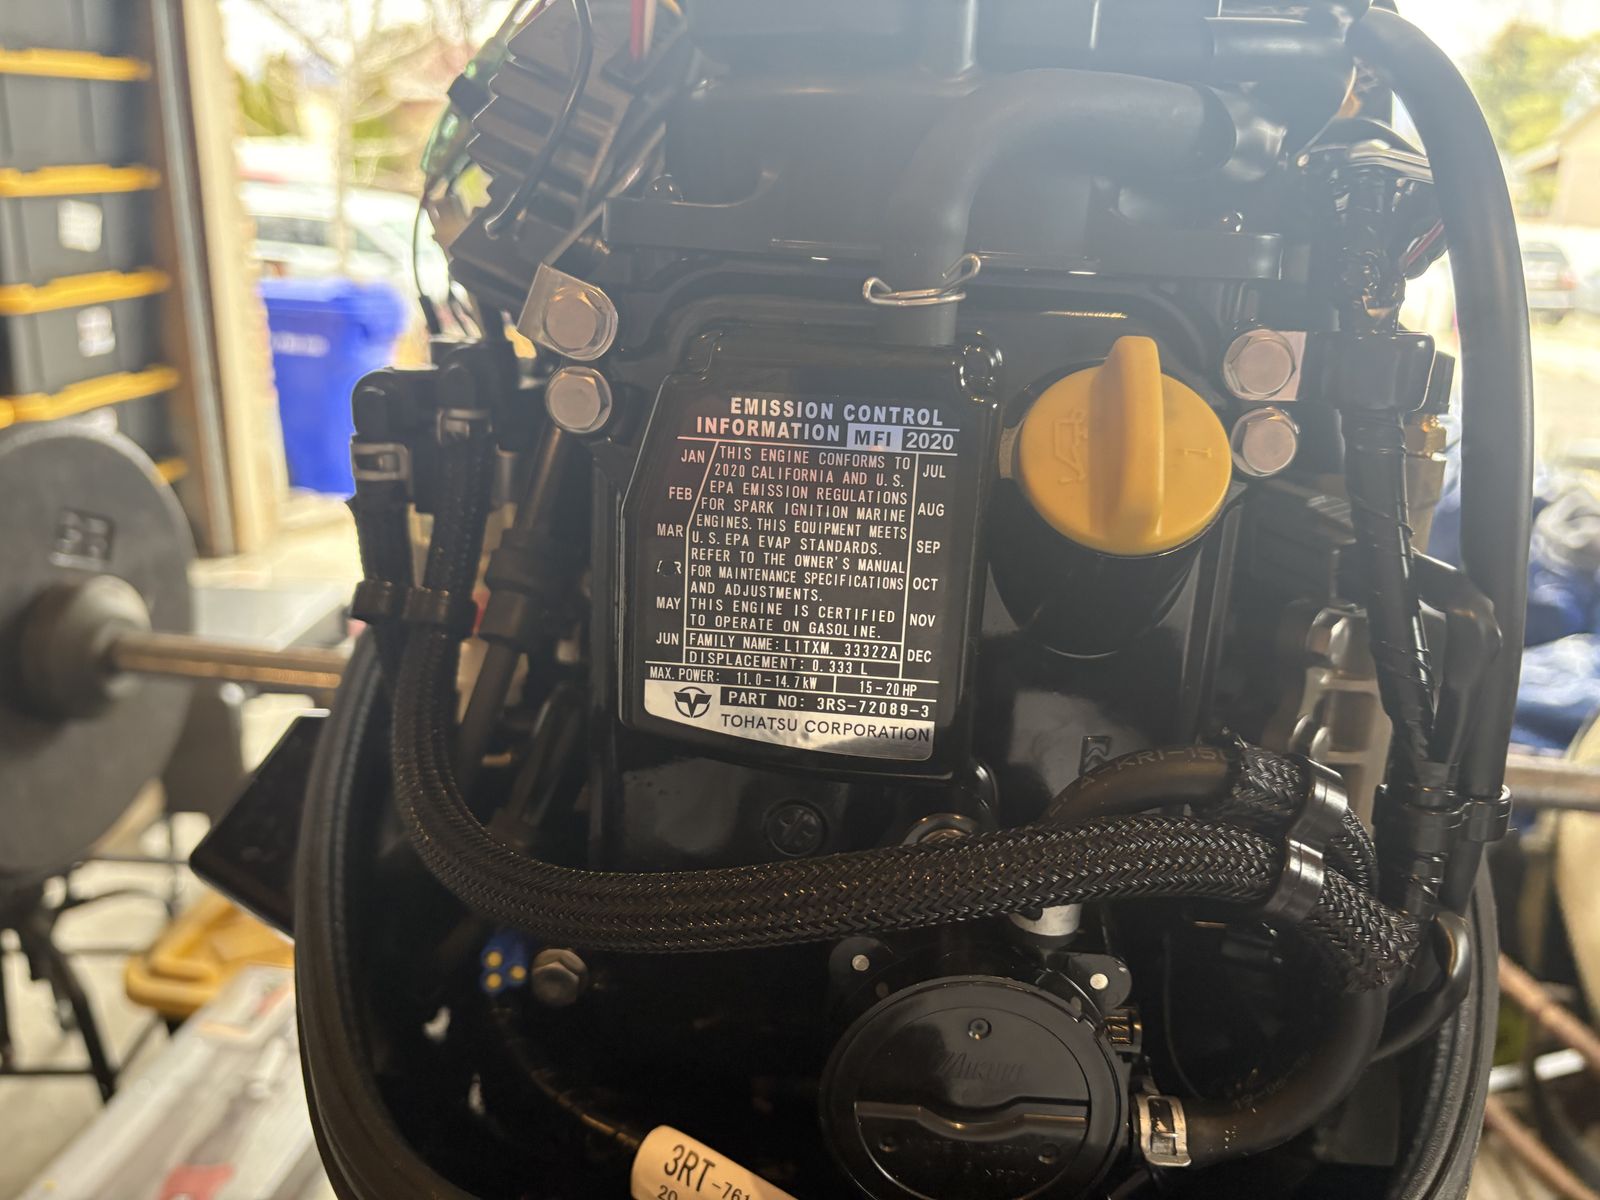 EMISSION CONTROL
INFORMATION MFI 2020
JAN
FEB
MAR
MAY
JUN
THIS ENGINE CONFORMS TO
2020 CALIFORNIA AND U.S.
EPA EMISSION REGULATIONS
FOR SPARK IGNITION MARINE
ENGINES. THIS EQUIPMENT MEETS
U.S. EPA EVAP STANDARDS.
REFER TO THE OWNER'S MANUAL
FOR MAINTENANCE SPECIFICATIONS
AND ADJUSTMENTS.
THIS ENGINE IS CERTIFIED
TO OPERATE ON GASOLINE.
JUL
AUG
SEP
OCT
NOV
DEC
FAMILY NAME: L1TXM. 33322A
DISPLACEMENT: 0.333 L
MAX. POWER: 11.0-14.7kW 15-20HP
PART NO: 3RS-72089-3
TOHATSU CORPORATION
MIKUNI
3RT-761